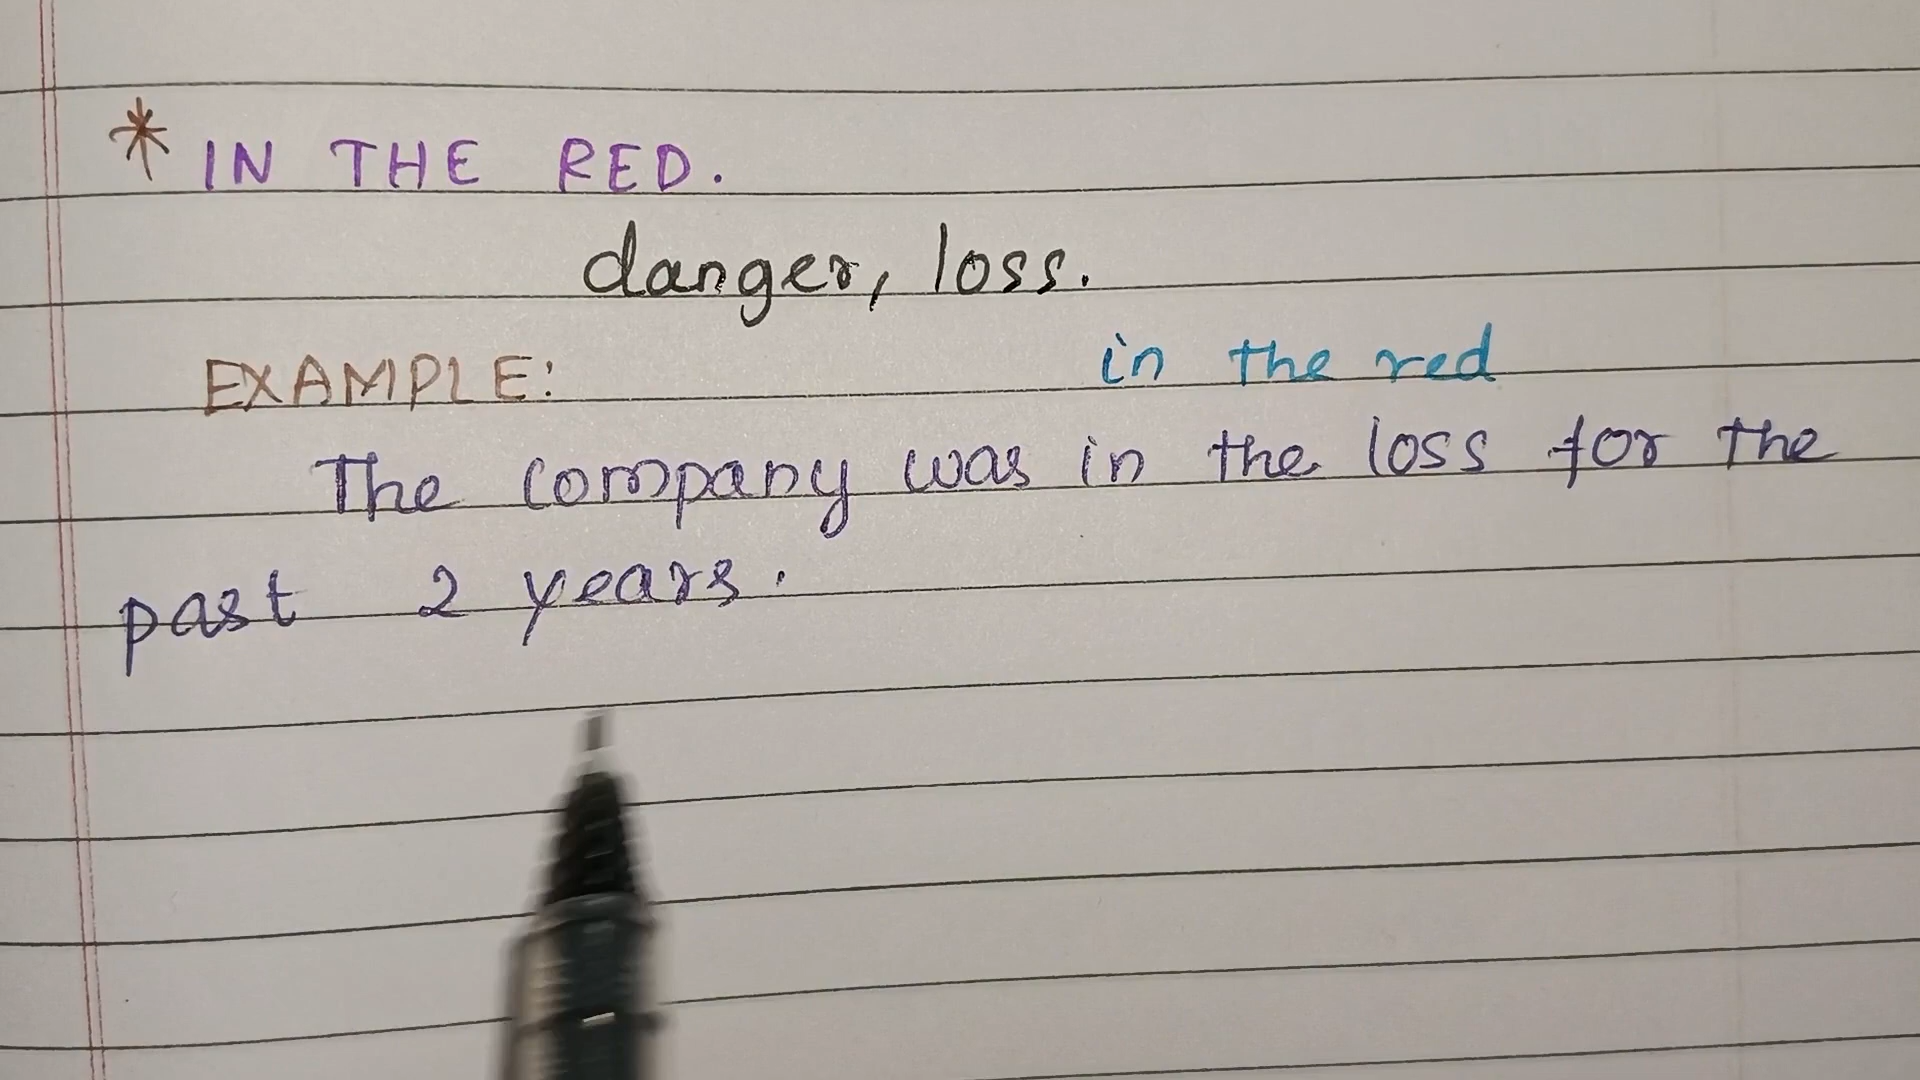 * IN THE RED.
danger, loss.
EXAMPLE:
in the red
The company was in the loss for the
past 2 years.